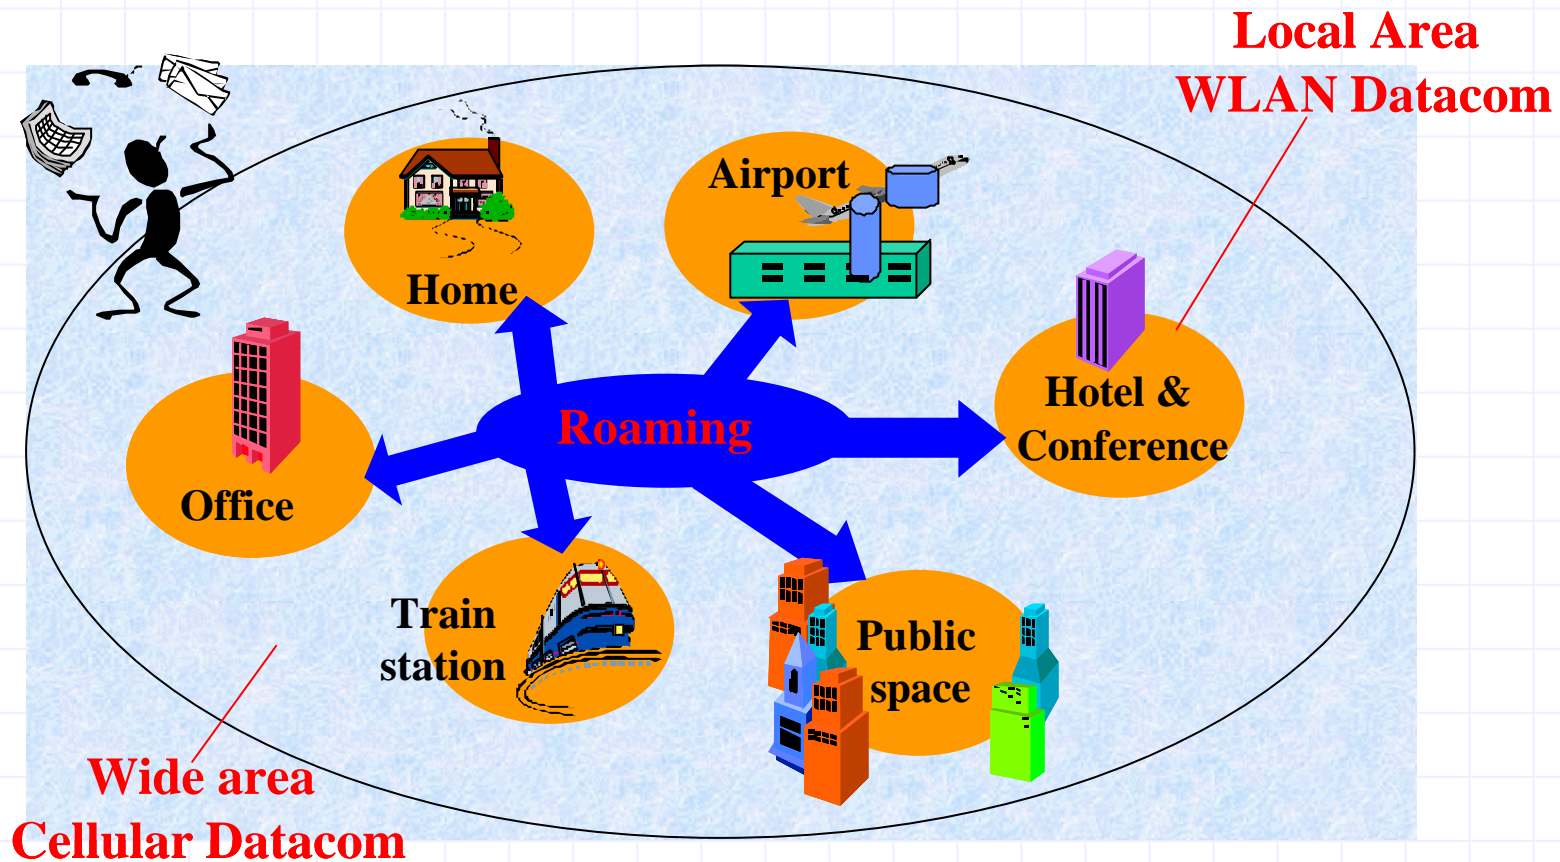 Local Area
WLAN Datacom
Airport
Home
Hotel &
Conference
Roaming
Office
Train
station
Public
space
Wide area
Cellular Datacom